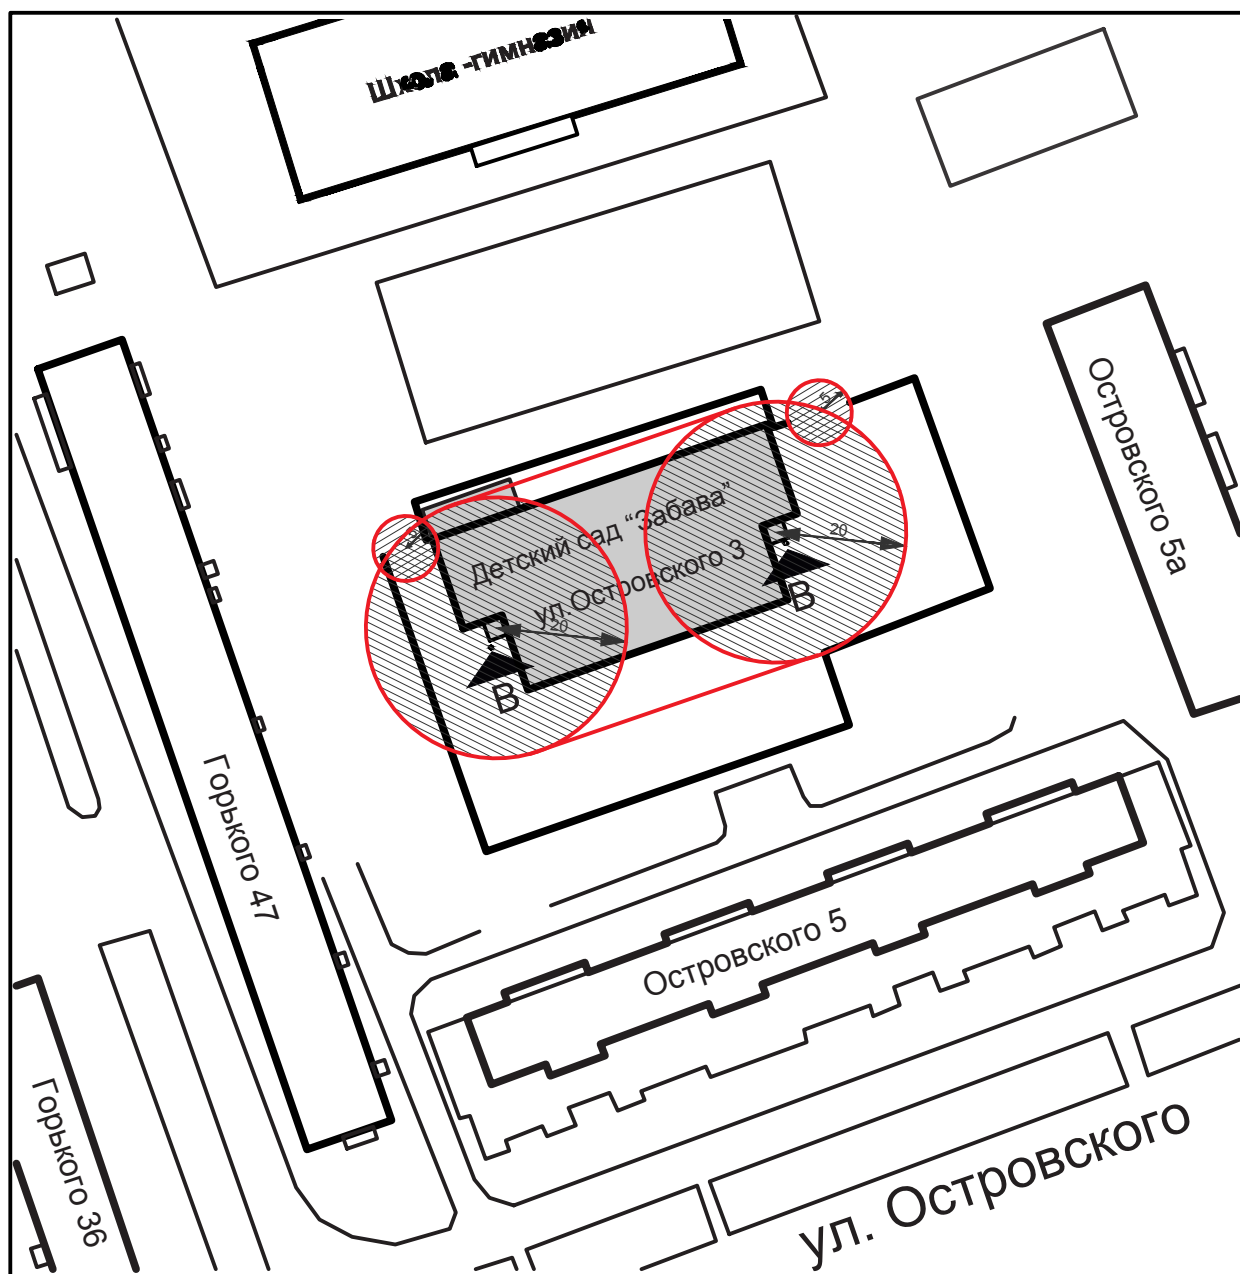 Школа -гимназия
5
Островского 5а
Детский сад "Забава"
ул.Островского 3
20
20
В
В
Горького 47
Островского 5
Горького 36
ул. Островского